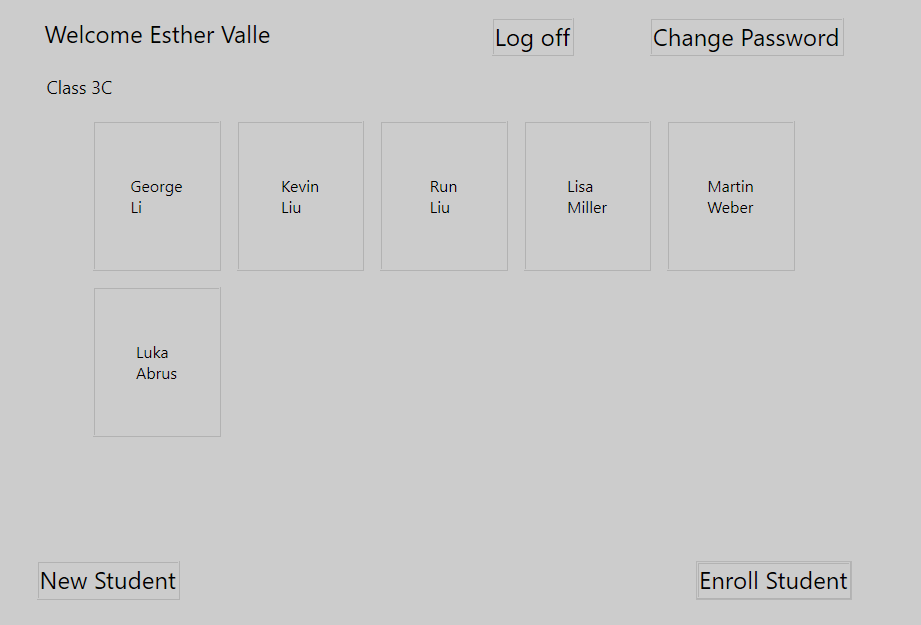 Welcome Esther Valle
Log off
Change Password
Class 3C
George
Li
Kevin
Liu
Run
Liu
Lisa
Miller
Martin
Weber
Luka
Abrus
New Student
Enroll Student